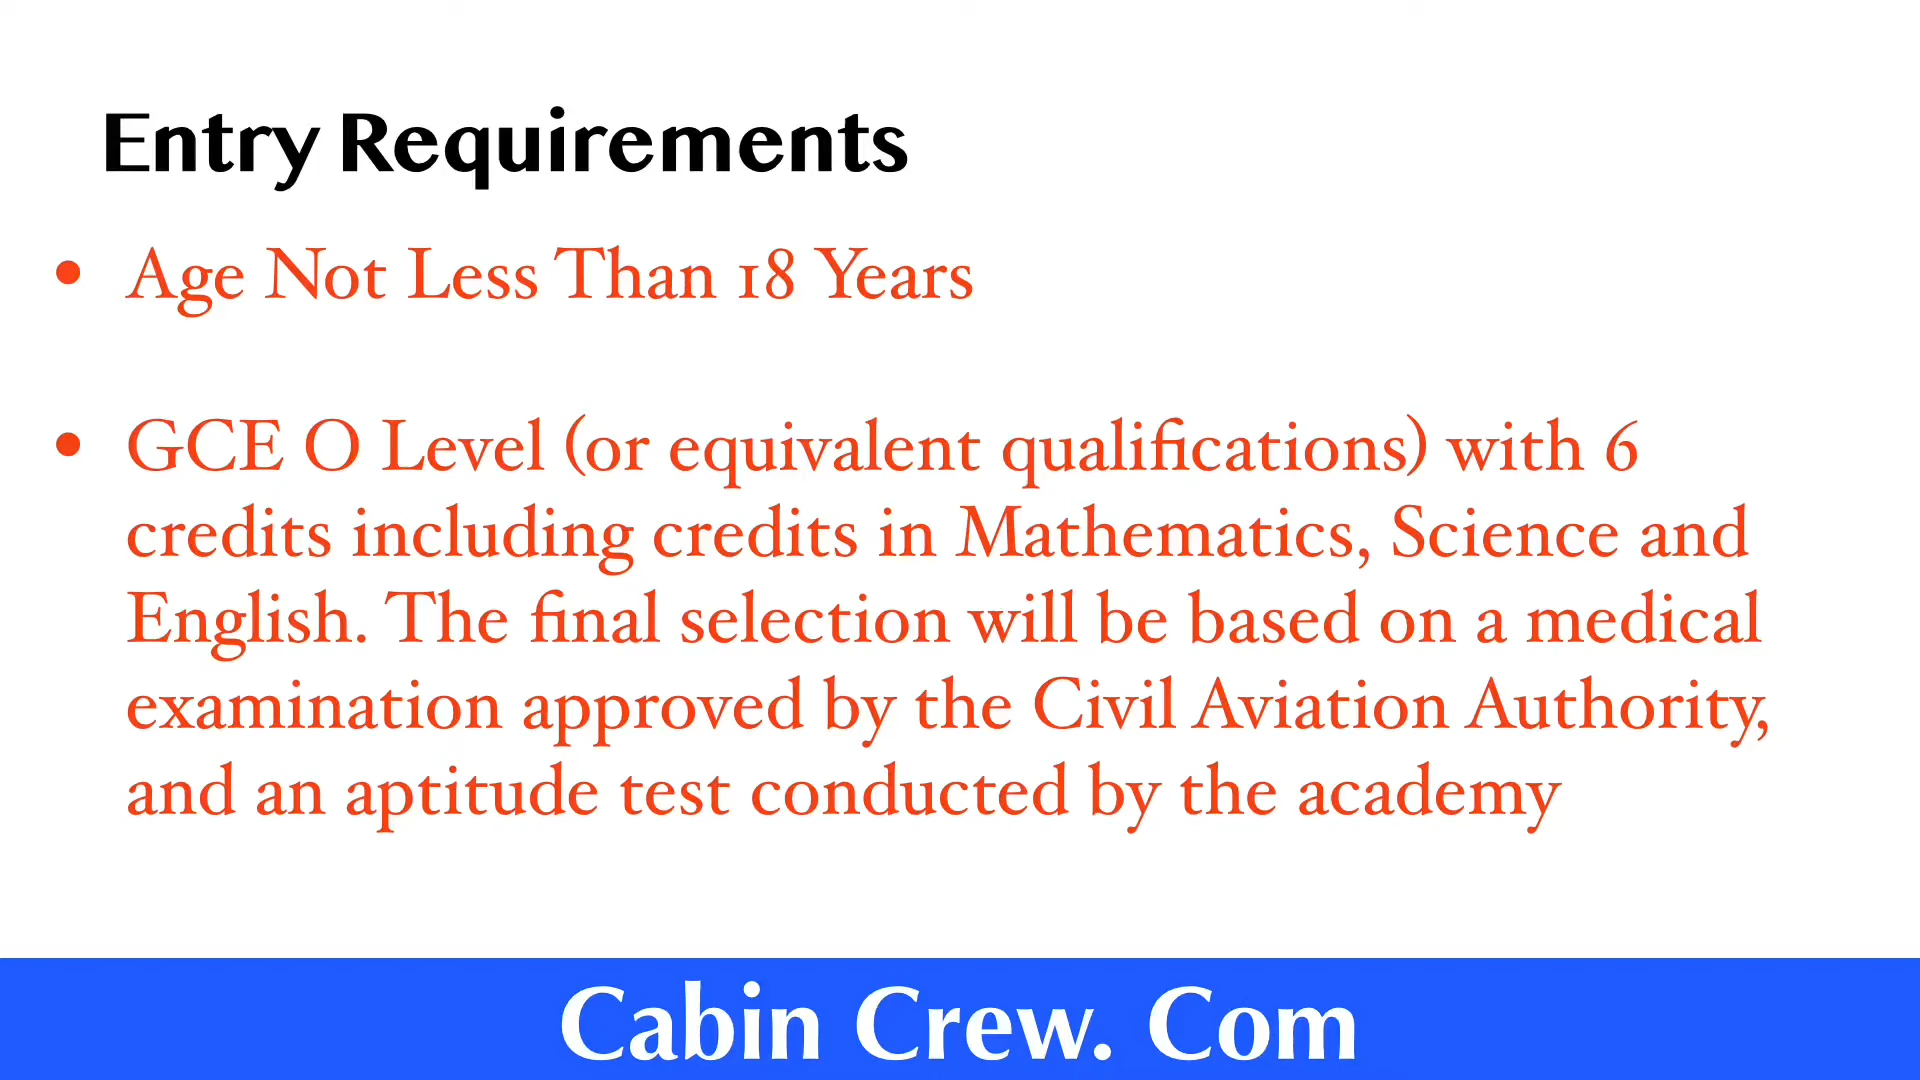 Entry Requirements
• Age Not Less Than 18 Years
• GCE O Level (or equivalent qualifications) with 6
credits including credits in Mathematics, Science and
English. The final selection will be based on a medical
examination approved by the Civil Aviation Authority,
and an aptitude test conducted by the academy
Cabin Crew. Com